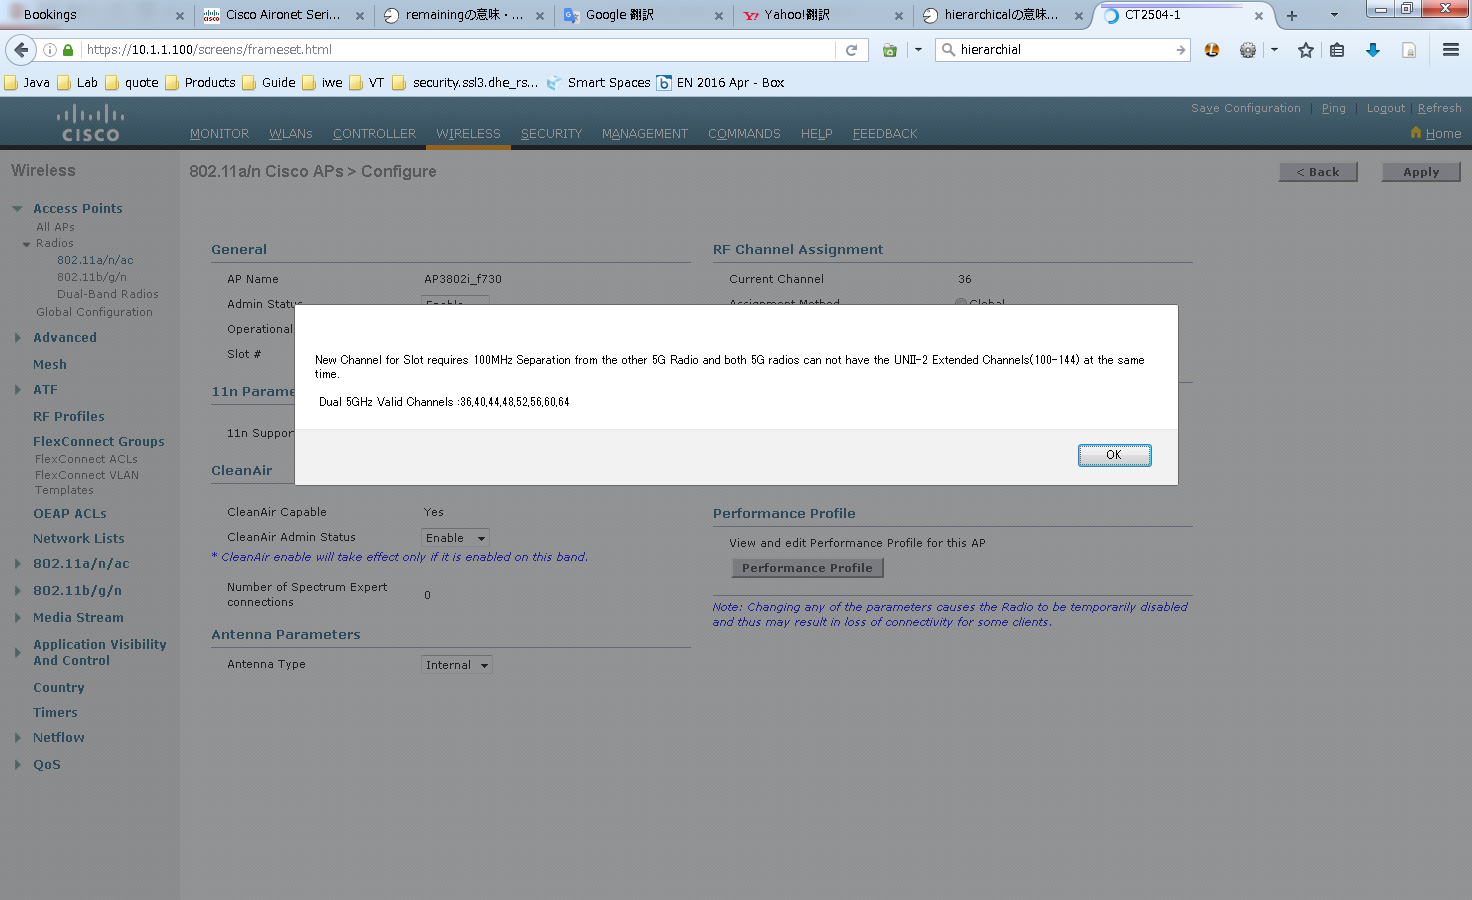 Bookings
Cisco Aironet Seri...
remainingの意味・...
Google 翻訳
Yahoo!翻訳
hierarchicalの意味...
CT2504-1
https://10.1.1.100/screens/frameset.html
hierarchial
Java
Lab
quote
Products
Guide
iwe
VT
security.ssl3.dhe_rs...
Smart Spaces
EN 2016 Apr - Box
Save Configuration
Ping
Logout
Refresh
CISCO
MONITOR
WLANs
CONTROLLER
WIRELESS
SECURITY
MANAGEMENT
COMMANDS
HELP
FEEDBACK
Home
Wireless
Access Points
All APs
Radios
802.11a/n/ac
802.11b/g/n
Dual-Band Radios
Global Configuration
Advanced
Mesh
ATF
RF Profiles
FlexConnect Groups
FlexConnect ACLs
FlexConnect VLAN
Templates
OEAP ACLs
Network Lists
802.11a/n/ac
802.11b/g/n
Media Stream
Application Visibility
And Control
Country
Timers
Netflow
QoS
802.11a/n Cisco APs > Configure
< Back
Apply
General
AP Name AP3802i_f730
Admin Status Enable
Operational
Slot #
11n Parame
11n Suppor
CleanAir
CleanAir Capable Yes
CleanAir Admin Status Enable
* CleanAir enable will take effect only if it is enabled on this band.
Number of Spectrum Expert
connections 0
Antenna Parameters
Antenna Type Internal
RF Channel Assignment
Current Channel 36
Assignment Method Global
Performance Profile
View and edit Performance Profile for this AP
Performance Profile
Note: Changing any of the parameters causes the Radio to be temporarily disabled
and thus may result in loss of connectivity for some clients.
New Channel for Slot requires 100MHz Separation from the other 5G Radio and both 5G radios can not have the UNII-2 Extended Channels(100-144) at the same
time.
Dual 5GHz Valid Channels :36,40,44,48,52,56,60,64
OK